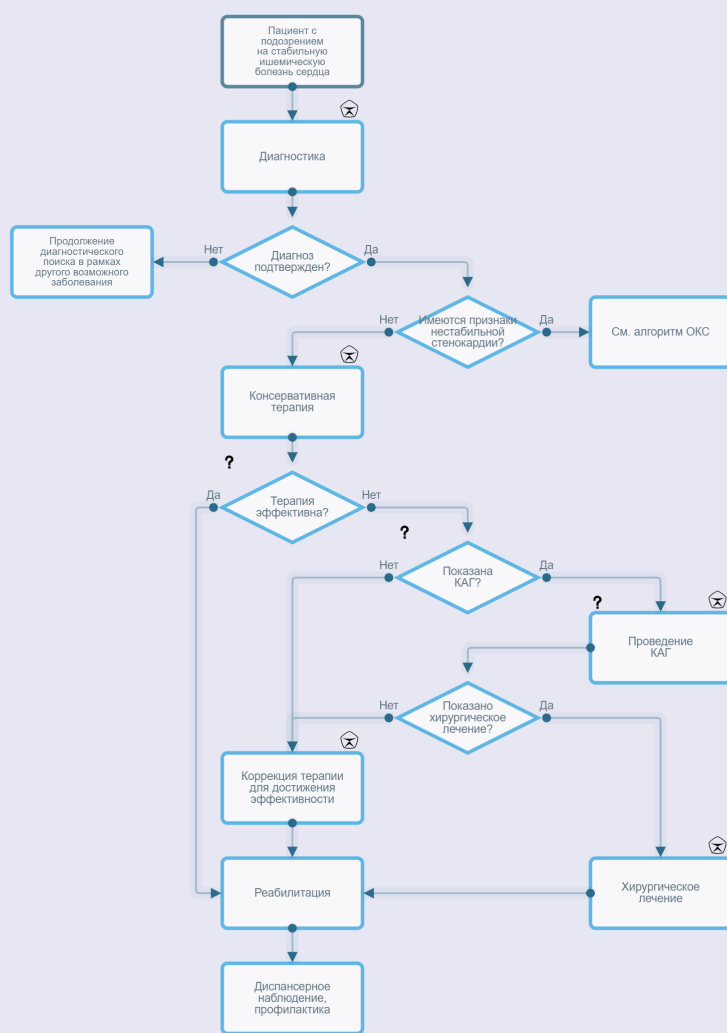 Пациент с
подозрением
на стабильную
ишемическую
болезнь сердца
Диагностика
Продолжение
диагностического
поиска в рамках
другого возможного
заболевания
Нет
Диагноз
подтвержден?
Да
Нет
Имеются признаки
нестабильной
стенокардии?
Да
См. алгоритм ОКС
Консервативная
терапия
?
Да
Терапия
эффективна?
Нет
?
Нет
Показана
КАГ?
Да
?
Проведение
КАГ
Нет
Показано
хирургическое
лечение?
Да
Коррекция терапии
для достижения
эффективности
Реабилитация
Хирургическое
лечение
Диспансерное
наблюдение,
профилактика